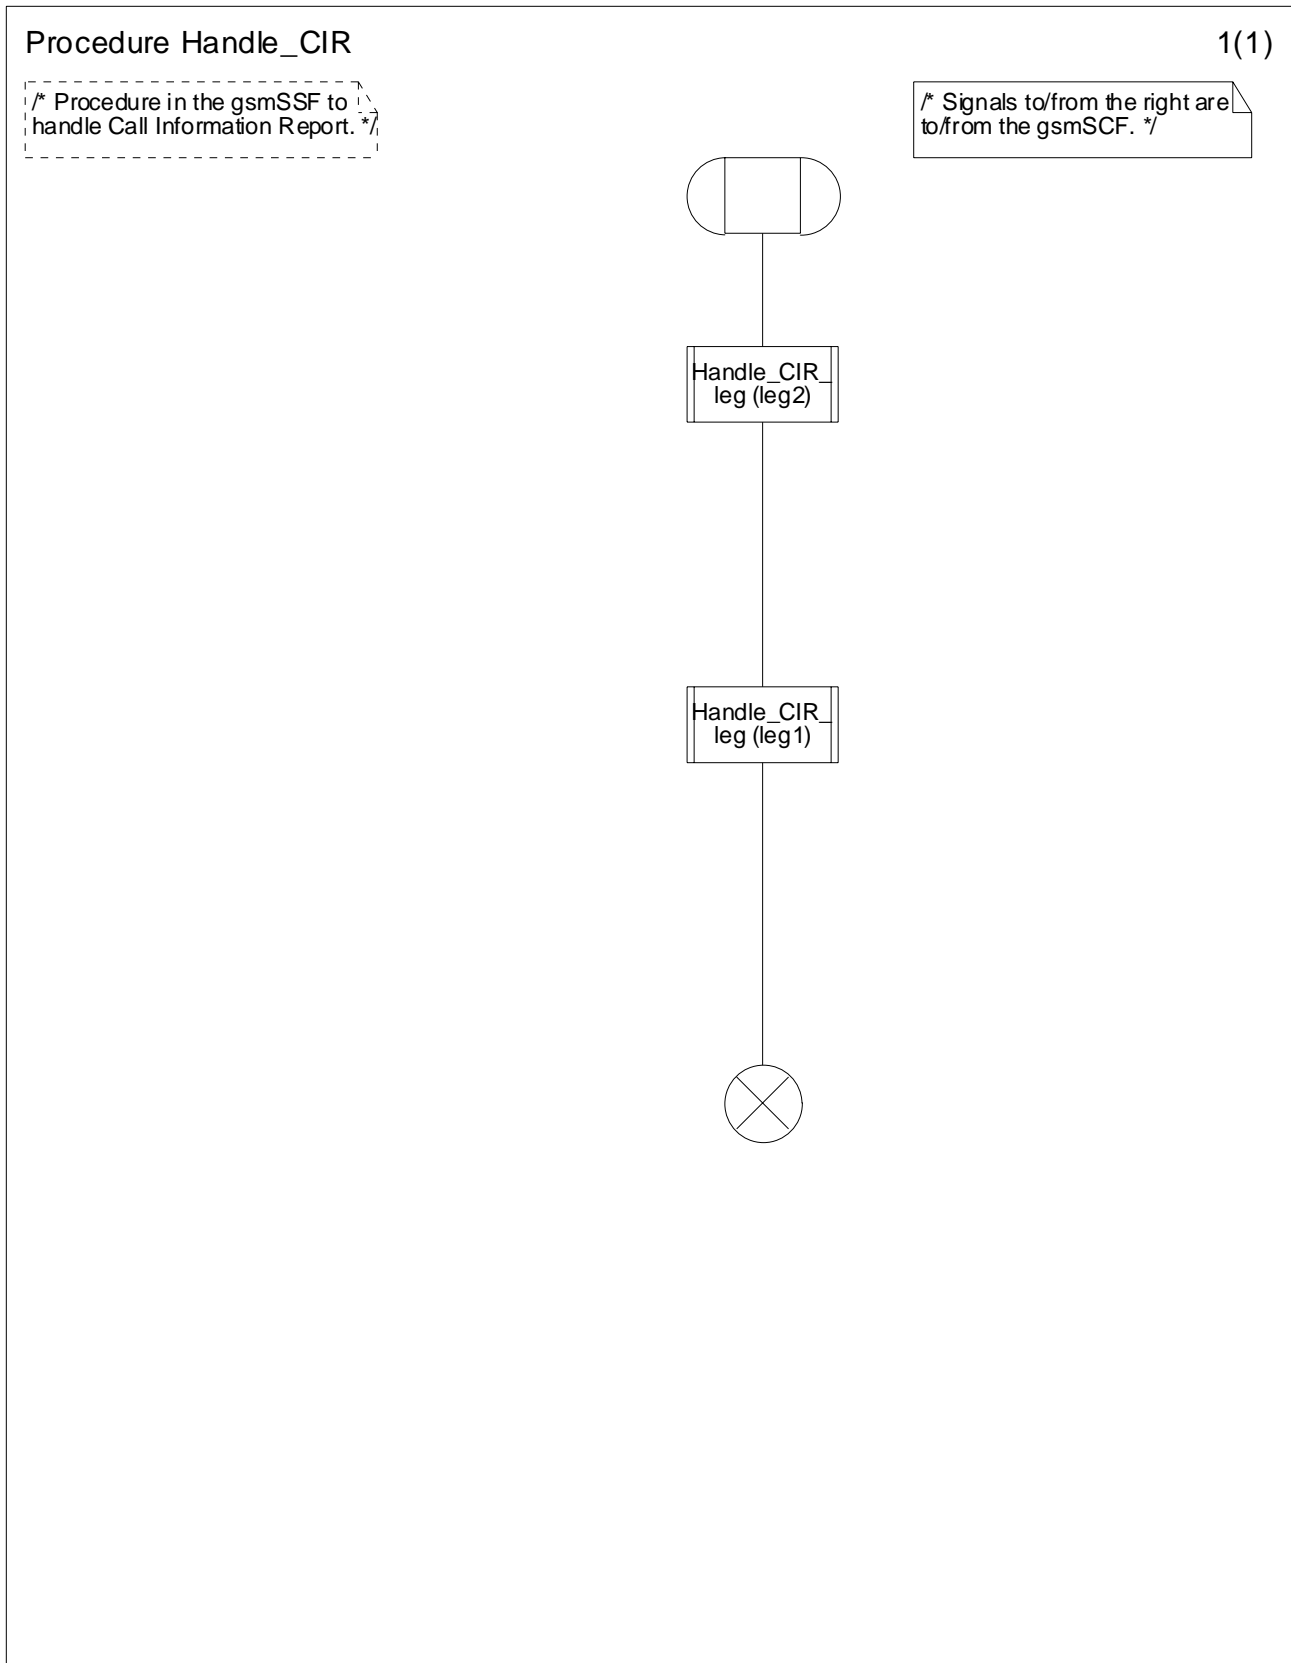 Procedure Handle_CIR
1(1)
/* Procedure in the gsmSSF to
handle Call Information Report. */
/* Signals to/from the right are
to/from the gsmSCF. */
Handle_CIR_
leg (leg2)
Handle_CIR_
leg (leg1)